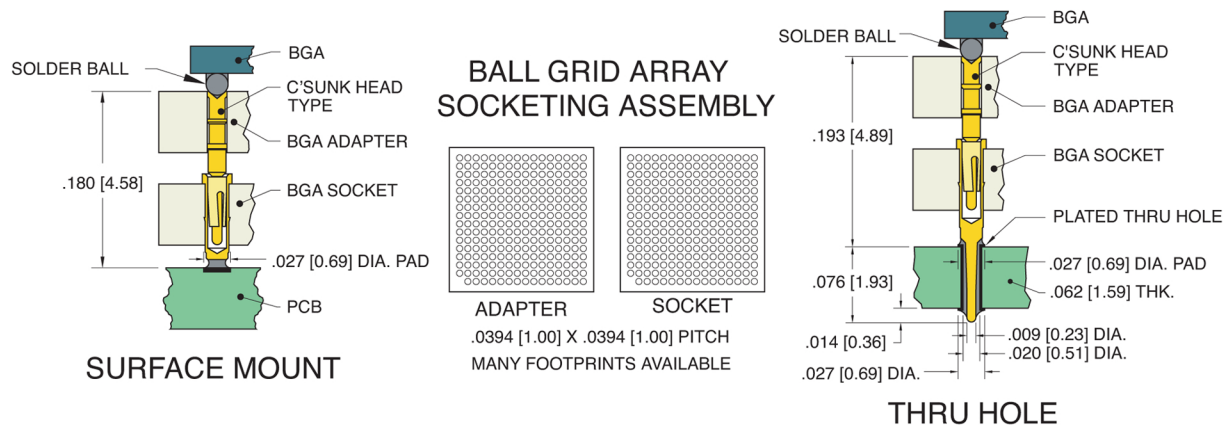 BGA
SOLDER BALL
C'SUNK HEAD
TYPE
BGA ADAPTER
.180 [4.58]
BGA SOCKET
.027 [0.69] DIA. PAD
PCB
SURFACE MOUNT
BALL GRID ARRAY
SOCKETING ASSEMBLY
ADAPTER
SOCKET
.0394 [1.00] X .0394 [1.00] PITCH
MANY FOOTPRINTS AVAILABLE
BGA
SOLDER BALL
C'SUNK HEAD
TYPE
BGA ADAPTER
.193 [4.89]
BGA SOCKET
PLATED THRU HOLE
.027 [0.69] DIA. PAD
.076 [1.93]
.062 [1.59] THK.
.014 [0.36]
.009 [0.23] DIA.
.020 [0.51] DIA.
.027 [0.69] DIA.
THRU HOLE